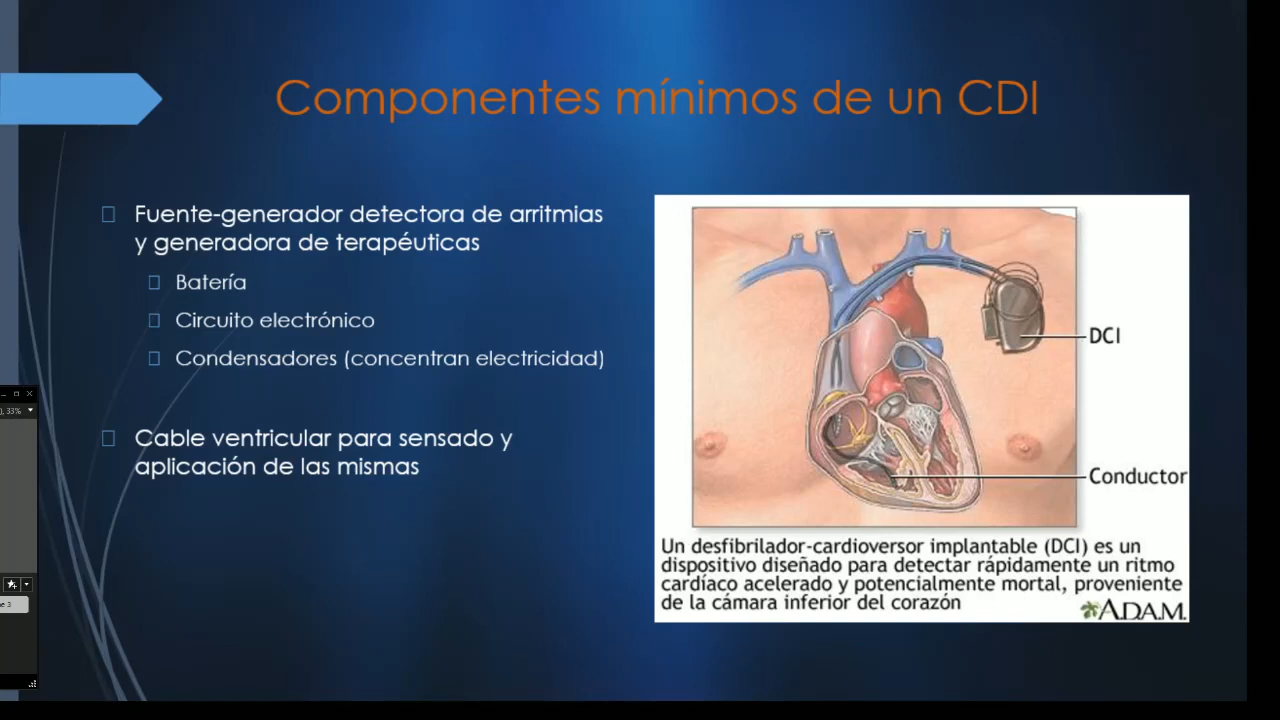 Componentes mínimos de un CDI
Fuente-generador detectora de arritmias
y generadora de terapéuticas
Batería
Circuito electrónico
Condensadores (concentran electricidad)
Cable ventricular para sensado y
aplicación de las mismas
DCI
Conductor
Un desfibrilador-cardioversor implantable (DCI) es un
dispositivo diseñado para detectar rápidamente un ritmo
cardíaco acelerado y potencialmente mortal, proveniente
de la cámara inferior del corazón
A.D.A.M.
33%